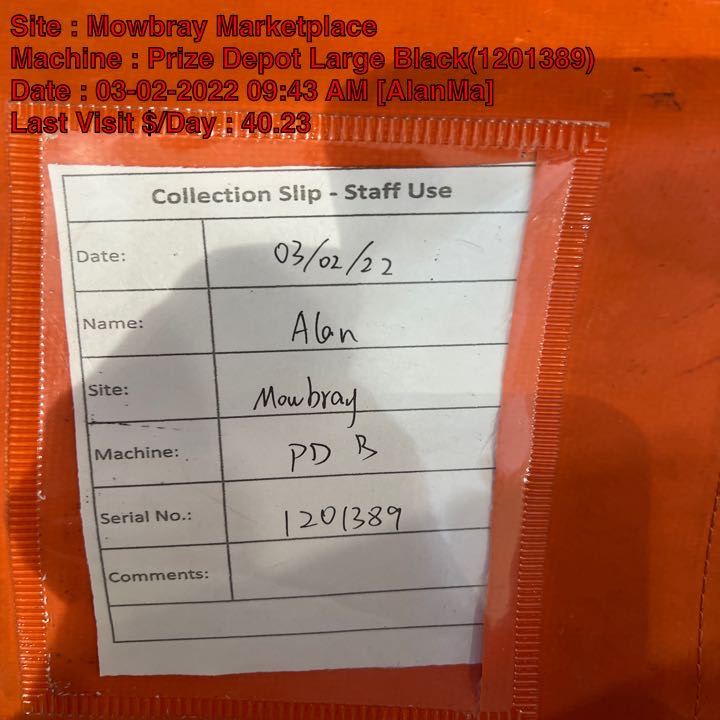 Site : Mowbray Marketplace
Machine : Prize Depot Large Black(1201389)
Date : 03-02-2022 09:43 AM [AlanMa]
Last Visit $/Day : 40.23
Collection Slip - Staff Use
Date: 03/02/22
Name: Alan
Site: Mowbray
Machine: PD B
Serial No.: 1201389
Comments: